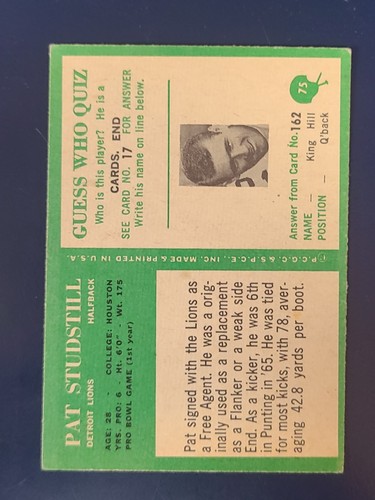 PAT STUDSTILL
DETROIT LIONS HALFBACK
AGE: 28 - COLLEGE: HOUSTON
YRS. PRO: 6 - Ht. 6'0" - Wt. 175
PRO BOWL GAME (1st year)
Pat signed with the Lions as
a Free Agent. He was a orig-
inally used as a replacement
as a Flanker or a weak side
End. As a kicker, he was 6th
in Punting in '65. He was tied
for most kicks, with 78, aver-
aging 42.8 yards per boot.
P.C.G.C. & S.P.C.E. INC. MADE & PRINTED IN U.S.A.
GUESS WHO QUIZ
Who is this player? He is a
CARDS, END
SEE CARD NO. 17 FOR ANSWER
Write his name on line below.
75
Answer from Card No. 162
NAME — King Hill
POSITION — Q'back